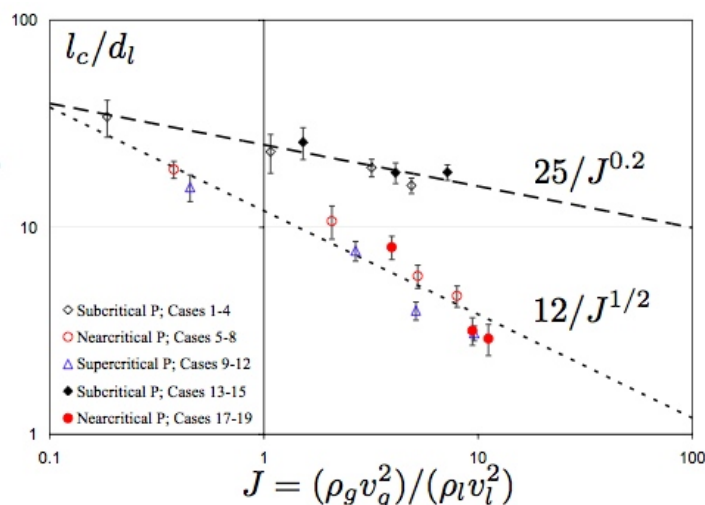 100
l_c/d_l
25/J^{0.2}
10
12/J^{1/2}
Subcritical P; Cases 1-4
Nearcritical P; Cases 5-8
Supercritical P; Cases 9-12
Subcritical P; Cases 13-15
Nearcritical P; Cases 17-19
1
0.1 1 10 100
J = (ρ_g v_g^2)/(ρ_l v_l^2)